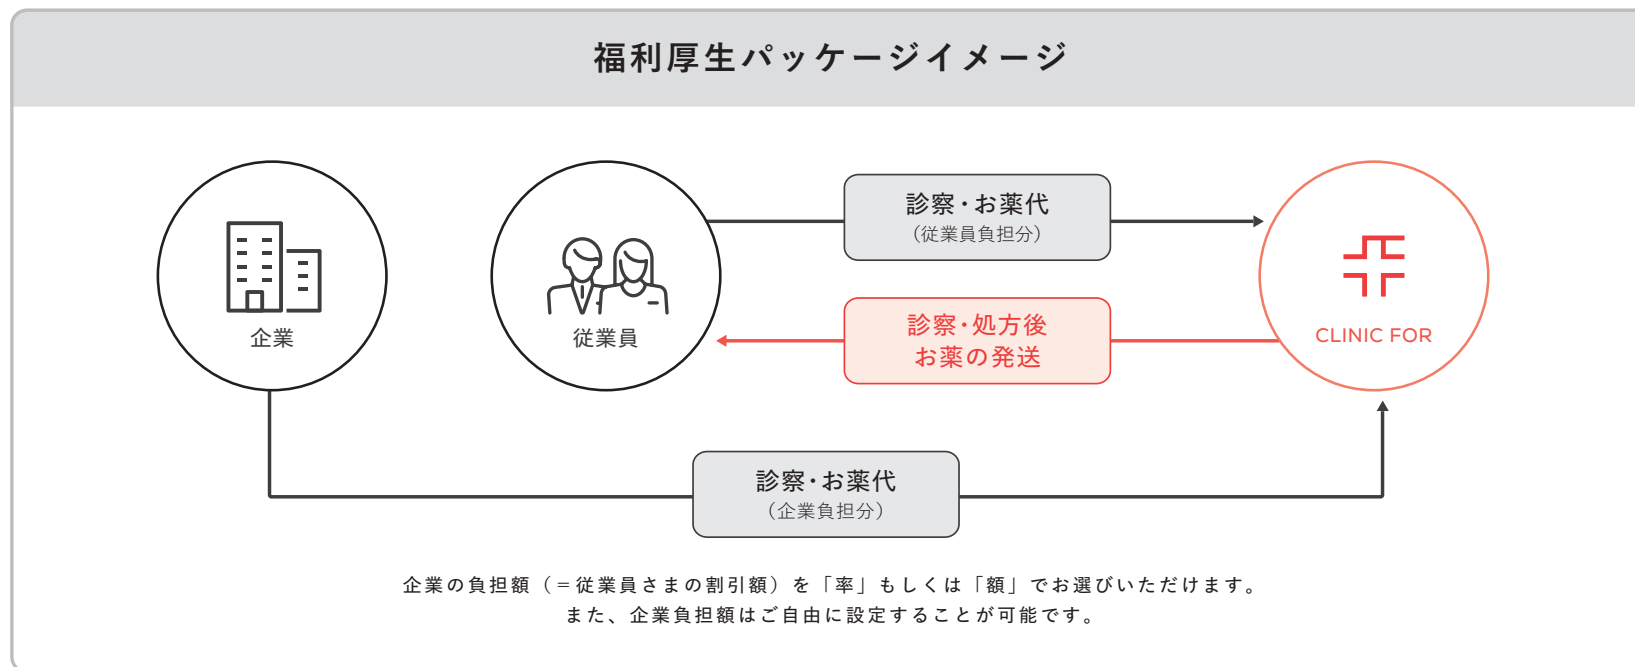 福利厚生パッケージイメージ
診察・お薬代
（従業員負担分）
診察・処方後
お薬の発送
企業
従業員
CLINIC FOR
診察・お薬代
（企業負担分）
企業の負担額（＝従業員さまの割引額）を「率」もしくは「額」でお選びいただけます。
また、企業負担額はご自由に設定することが可能です。